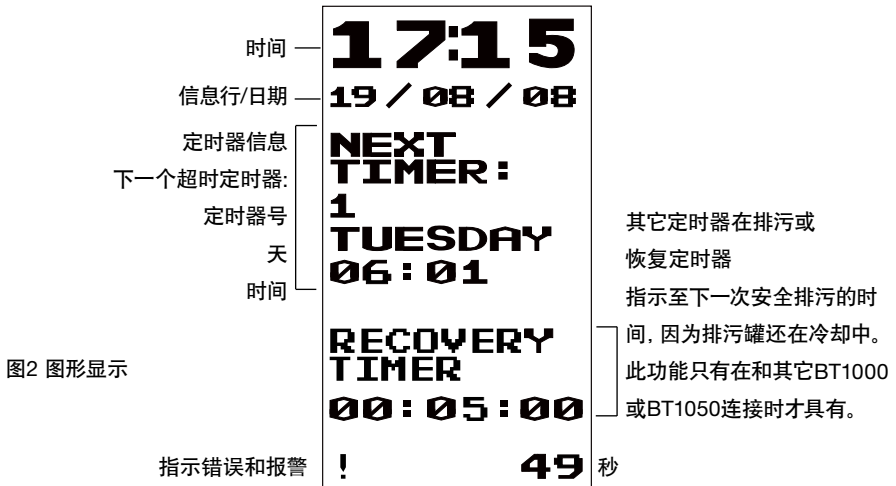 时间
17:15
信息行/日期
19/08/08
定时器信息
下一个超时定时器:
定时器号
天
时间
NEXT
TIMER:
1
TUESDAY
06:01
其它定时器在排污或
恢复定时器
指示至下一次安全排污的时
间, 因为排污罐还在冷却中。
此功能只有在和其它BT1000
或BT1050连接时才具有。
RECOVERY
TIMER
00:05:00
图2 图形显示
指示错误和报警
! 49
秒